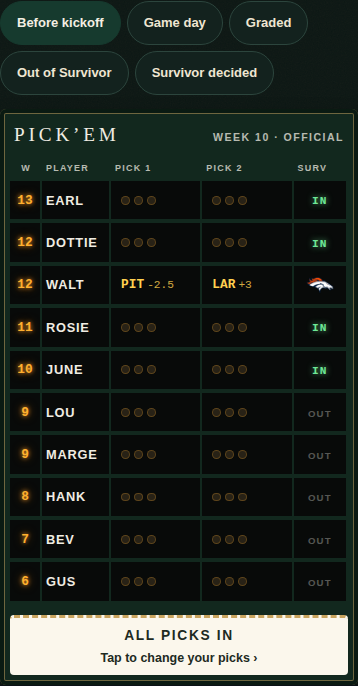 Before kickoff Game day Graded
Out of Survivor Survivor decided
PICK’EM WEEK 10 · OFFICIAL
W PLAYER PICK 1 PICK 2 SURV
13 EARL IN
12 DOTTIE IN
12 WALT PIT -2.5 LAR +3
11 ROSIE IN
10 JUNE IN
9 LOU OUT
9 MARGE OUT
8 HANK OUT
7 BEV OUT
6 GUS OUT
ALL PICKS IN
Tap to change your picks ›